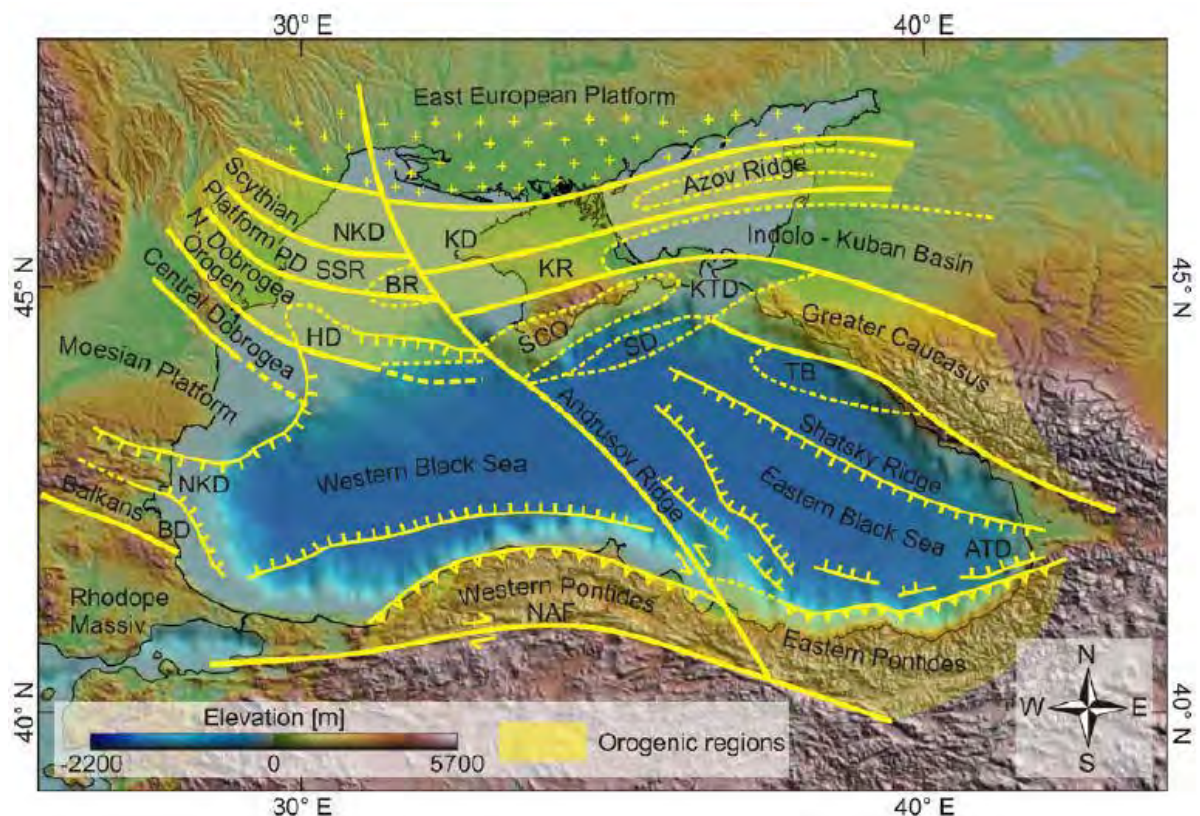 30° E
40° E
East European Platform
Scythian
Platform
Azov Ridge
N. Dobrogea
Orogen
PD
NKD
KD
SSR
KR
Indolo - Kuban Basin
45° N
45° N
BR
KTD
Central Dobrogea
HD
SCO
SD
Greater Caucasus
Moesian Platform
TB
Andrusov Ridge
Shatsky Ridge
Western Black Sea
NKD
Eastern Black Sea
Balkans
BD
ATD
Rhodope
Massiv
Western Pontides
NAF
Eastern Pontides
N
W
E
S
40° N
40° N
Elevation [m]
-2200
0
5700
Orogenic regions
30° E
40° E